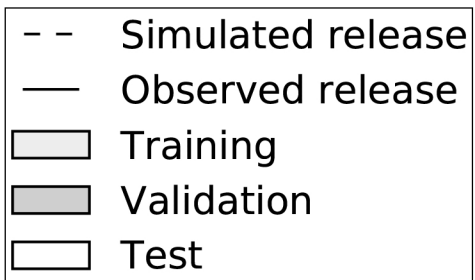 Simulated release
Observed release
Training
Validation
Test